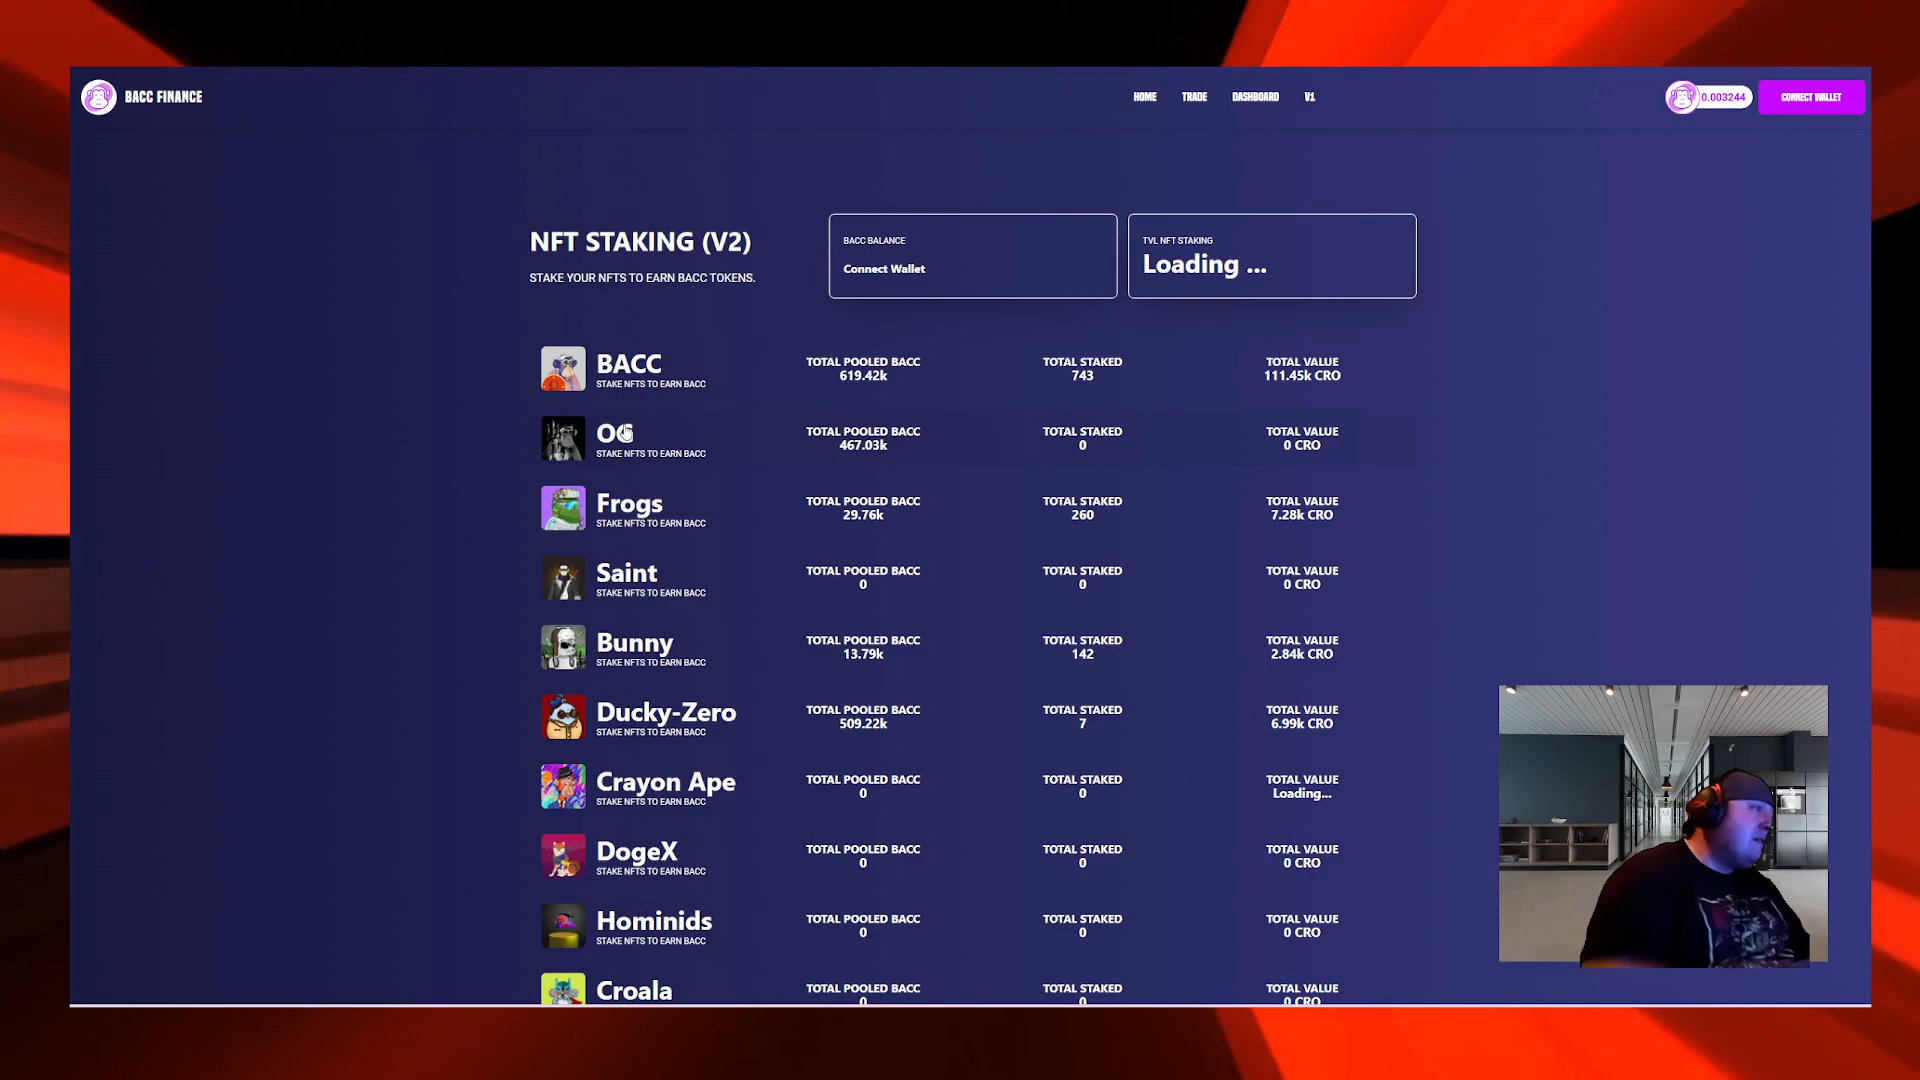 BACC FINANCE
HOME TRADE DASHBOARD V1
0.003244 CONNECT WALLET
NFT STAKING (V2)
STAKE YOUR NFTS TO EARN BACC TOKENS.
BACC BALANCE
Connect Wallet
TVL NFT STAKING
Loading ...
BACC
STAKE NFTS TO EARN BACC
TOTAL POOLED BACC
619.42k
TOTAL STAKED
743
TOTAL VALUE
111.45k CRO
OG
STAKE NFTS TO EARN BACC
TOTAL POOLED BACC
467.03k
TOTAL STAKED
0
TOTAL VALUE
0 CRO
Frogs
STAKE NFTS TO EARN BACC
TOTAL POOLED BACC
29.76k
TOTAL STAKED
260
TOTAL VALUE
7.28k CRO
Saint
STAKE NFTS TO EARN BACC
TOTAL POOLED BACC
0
TOTAL STAKED
0
TOTAL VALUE
0 CRO
Bunny
STAKE NFTS TO EARN BACC
TOTAL POOLED BACC
13.79k
TOTAL STAKED
142
TOTAL VALUE
2.84k CRO
Ducky-Zero
STAKE NFTS TO EARN BACC
TOTAL POOLED BACC
509.22k
TOTAL STAKED
7
TOTAL VALUE
6.99k CRO
Crayon Ape
STAKE NFTS TO EARN BACC
TOTAL POOLED BACC
0
TOTAL STAKED
0
TOTAL VALUE
Loading...
DogeX
STAKE NFTS TO EARN BACC
TOTAL POOLED BACC
0
TOTAL STAKED
0
TOTAL VALUE
0 CRO
Hominids
STAKE NFTS TO EARN BACC
TOTAL POOLED BACC
0
TOTAL STAKED
0
TOTAL VALUE
0 CRO
Croala
TOTAL POOLED BACC
0
TOTAL STAKED
0
TOTAL VALUE
0 CRO